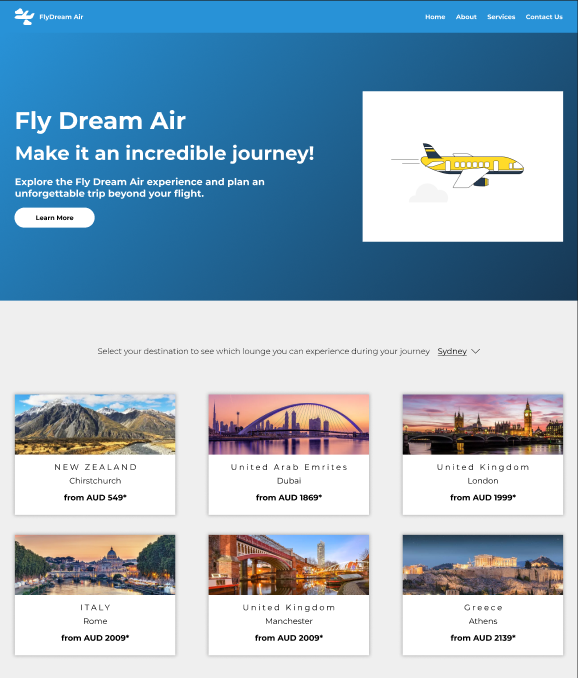 FlyDream Air
Home About Services Contact Us
Fly Dream Air
Make it an incredible journey!
Explore the Fly Dream Air experience and plan an
unforgettable trip beyond your flight.
Learn More
Select your destination to see which lounge you can experience during your journey Sydney
NEW ZEALAND
Chirstchurch
from AUD 549*
United Arab Emrites
Dubai
from AUD 1869*
United Kingdom
London
from AUD 1999*
ITALY
Rome
from AUD 2009*
United Kingdom
Manchester
from AUD 2009*
Greece
Athens
from AUD 2139*